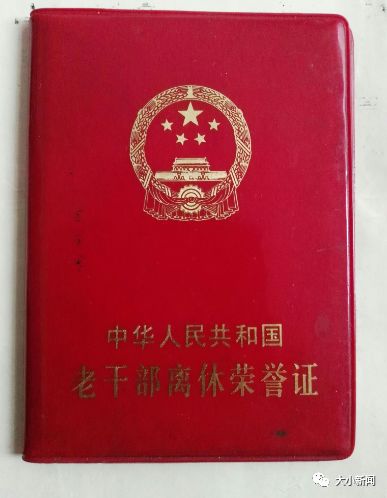 中华人民共和国
老干部离休荣誉证
大小新闻